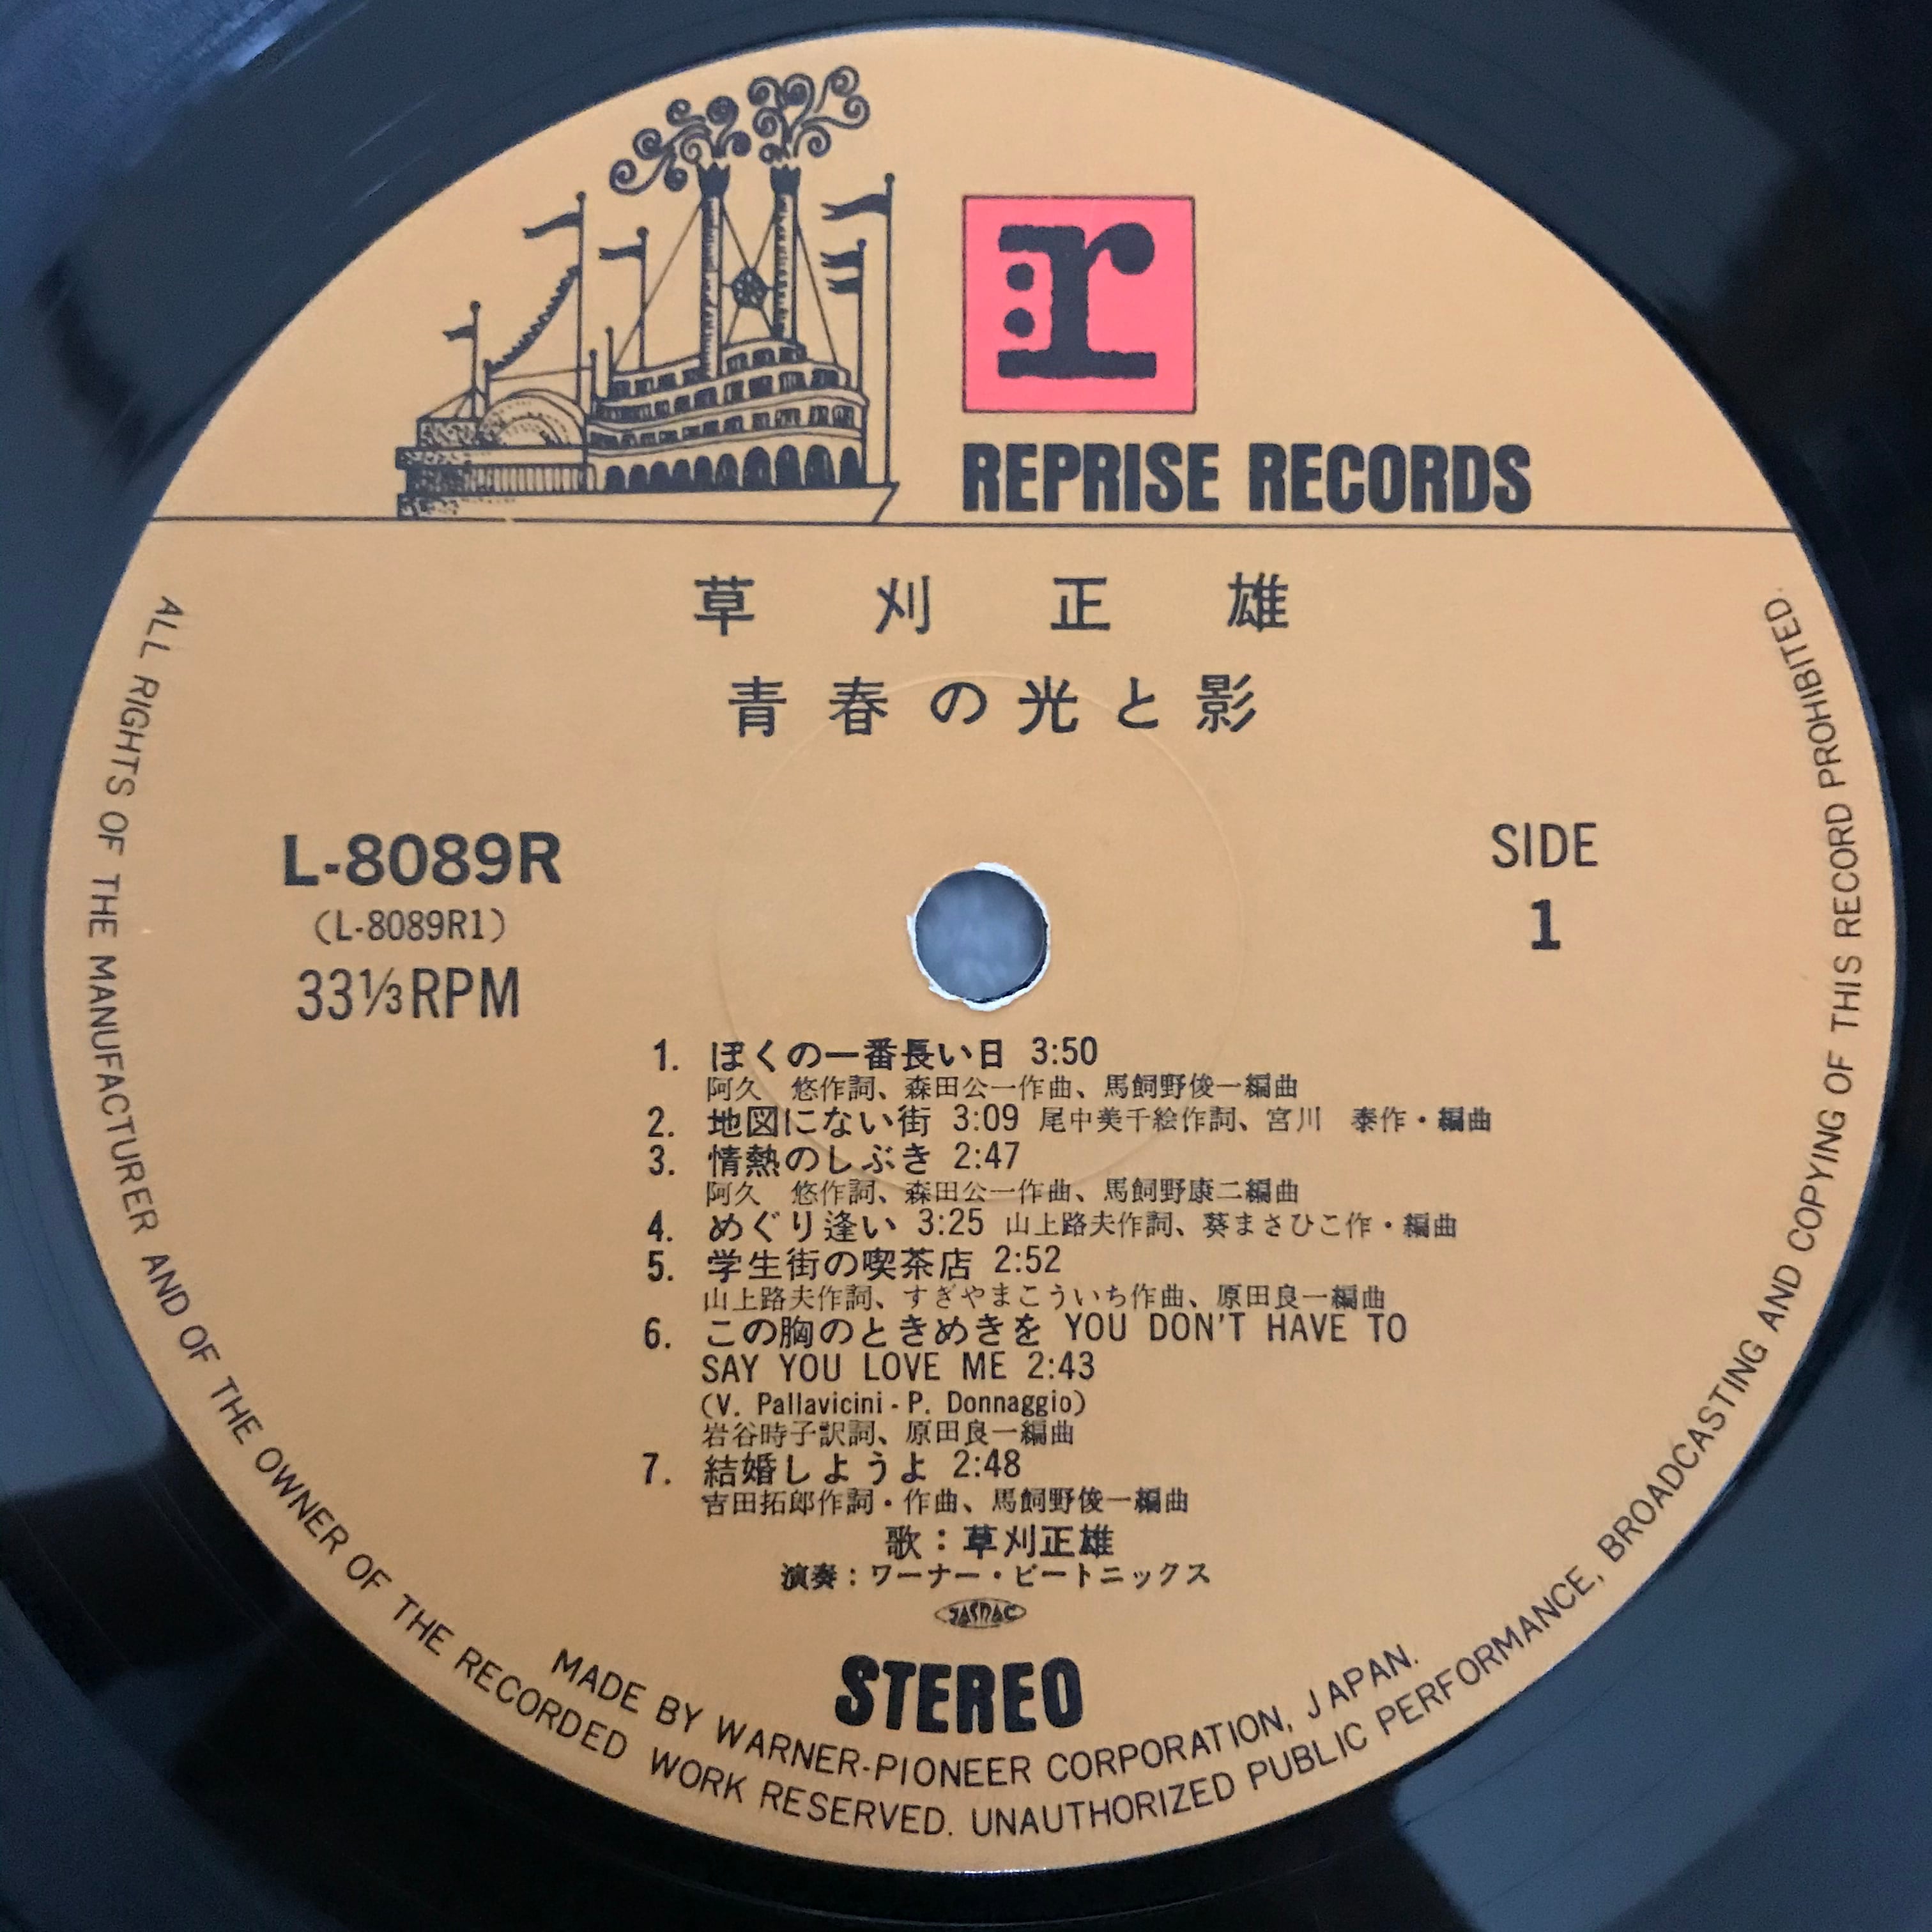 r
REPRISE RECORDS
草刈正雄
青春の光と影
L-8089R
(L-8089R1)
33⅓RPM
SIDE
1
1. ぼくの一番長い日 3:50
阿久 悠作詞、森田公一作曲、馬飼野俊一編曲
2. 地図にない街 3:09 尾中美千絵作詞、宮川 泰作・編曲
3. 情熱のしぶき 2:47
阿久 悠作詞、森田公一作曲、馬飼野康二編曲
4. めぐり逢い 3:25 山上路夫作詞、葵まさひこ作・編曲
5. 学生街の喫茶店 2:52
山上路夫作詞、すぎやまこういち作曲、原田良一編曲
6. この胸のときめきを YOU DON'T HAVE TO
SAY YOU LOVE ME 2:43
(V. Pallavicini - P. Donnaggio)
岩谷時子訳詞、原田良一編曲
7. 結婚しようよ 2:48
吉田拓郎作詞・作曲、馬飼野俊一編曲
歌：草刈正雄
演奏：ワーナー・ビートニックス
JASRAC
STEREO
MADE BY WARNER-PIONEER CORPORATION, JAPAN.
ALL RIGHTS OF THE MANUFACTURER AND OF THE OWNER OF THE RECORDED WORK RESERVED. UNAUTHORIZED PUBLIC PERFORMANCE, BROADCASTING AND COPYING OF THIS RECORD PROHIBITED.